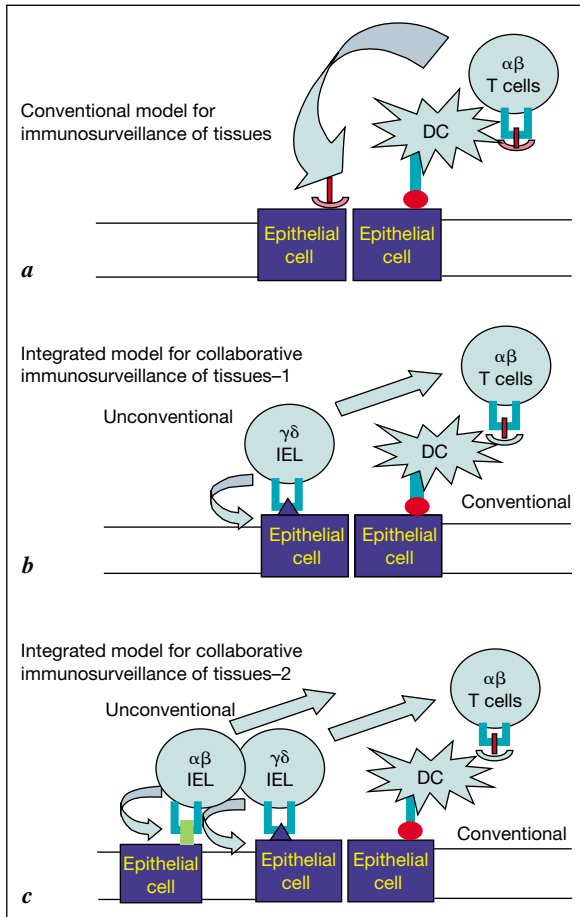 Conventional model for
immunosurveillance of tissues
αβ
T cells
DC
Epithelial
cell
Epithelial
cell
a
Integrated model for collaborative
immunosurveillance of tissues–1
Unconventional
γδ
IEL
αβ
T cells
DC
Conventional
Epithelial
cell
Epithelial
cell
b
Integrated model for collaborative
immunosurveillance of tissues–2
Unconventional
αβ
IEL
γδ
IEL
αβ
T cells
DC
Conventional
Epithelial
cell
Epithelial
cell
Epithelial
cell
c